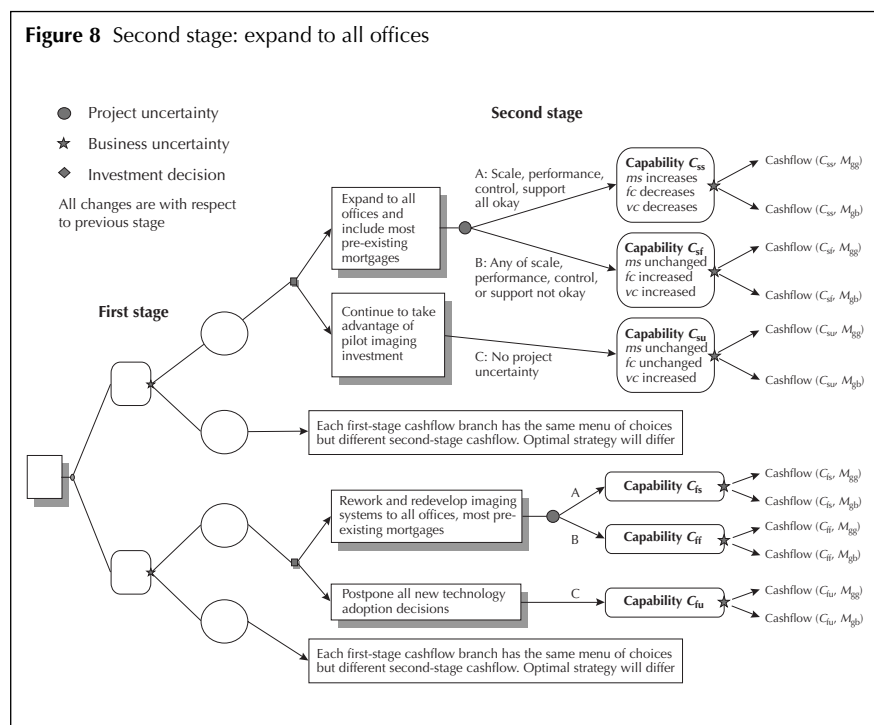 Figure 8 Second stage: expand to all offices
Project uncertainty
Business uncertainty
Investment decision
All changes are with respect
to previous stage
First stage
Second stage
Expand to all
offices and
include most
pre-existing
mortgages
A: Scale, performance,
control, support
all okay
B: Any of scale,
performance, control,
or support not okay
Continue to take
advantage of
pilot imaging
investment
C: No project
uncertainty
Capability Css
ms increases
fc decreases
vc decreases
Cashflow (Css, Mgg)
Cashflow (Css, Mgb)
Capability Csf
ms unchanged
fc increased
vc increased
Cashflow (Csf, Mgg)
Cashflow (Csf, Mgb)
Capability Csu
ms unchanged
fc unchanged
vc increased
Cashflow (Csu, Mgg)
Cashflow (Csu, Mgb)
Each first-stage cashflow branch has the same menu of choices
but different second-stage cashflow. Optimal strategy will differ
Rework and redevelop imaging
systems to all offices, most pre-
existing mortgages
A
B
Capability Cfs
Cashflow (Cfs, Mgg)
Cashflow (Cfs, Mgb)
Capability Cff
Cashflow (Cff, Mgg)
Cashflow (Cff, Mgb)
Postpone all new technology
adoption decisions
C
Capability Cfu
Cashflow (Cfu, Mgg)
Cashflow (Cfu, Mgb)
Each first-stage cashflow branch has the same menu of choices
but different second-stage cashflow. Optimal strategy will differ